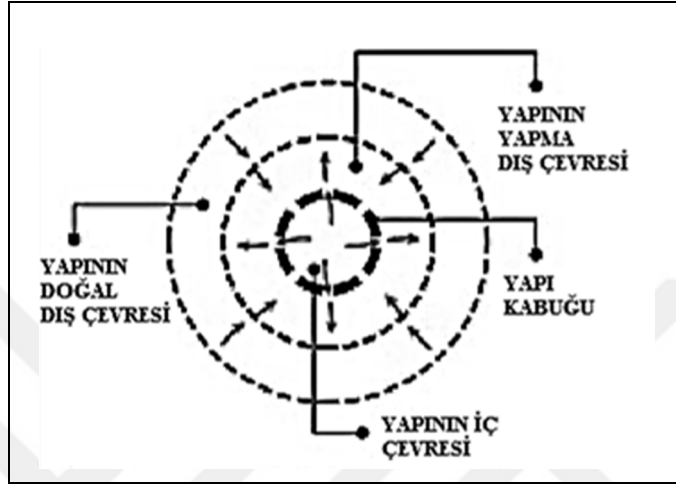 YAPININ
YAPMA
DIŞ ÇEVRESİ
YAPININ
DOĞAL
DIŞ ÇEVRESİ
YAPI
KABUĞU
YAPININ İÇ
ÇEVRESİ